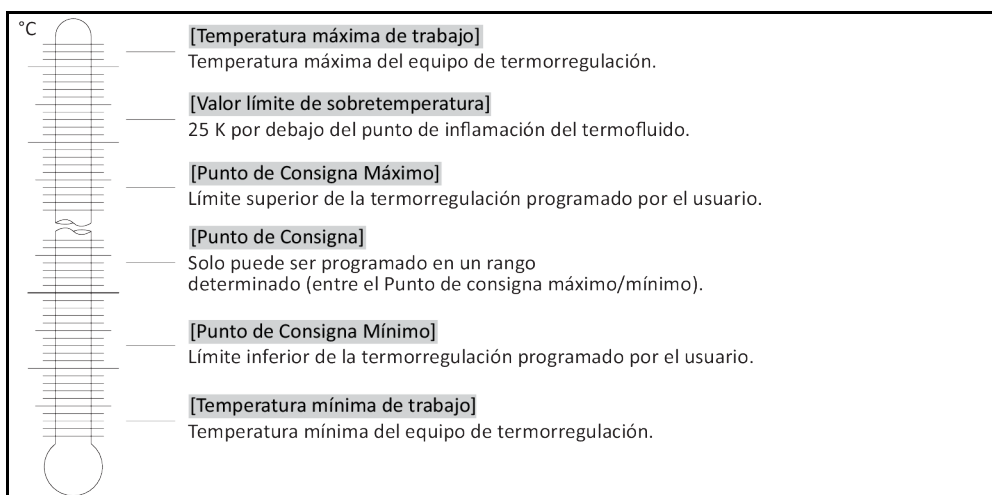 °C
[Temperatura máxima de trabajo]
Temperatura máxima del equipo de termorregulación.
[Valor límite de sobretemperatura]
25 K por debajo del punto de inflamación del termofluido.
[Punto de Consigna Máximo]
Límite superior de la termorregulación programado por el usuario.
[Punto de Consigna]
Solo puede ser programado en un rango
determinado (entre el Punto de consigna máximo/mínimo).
[Punto de Consigna Mínimo]
Límite inferior de la termorregulación programado por el usuario.
[Temperatura mínima de trabajo]
Temperatura mínima del equipo de termorregulación.